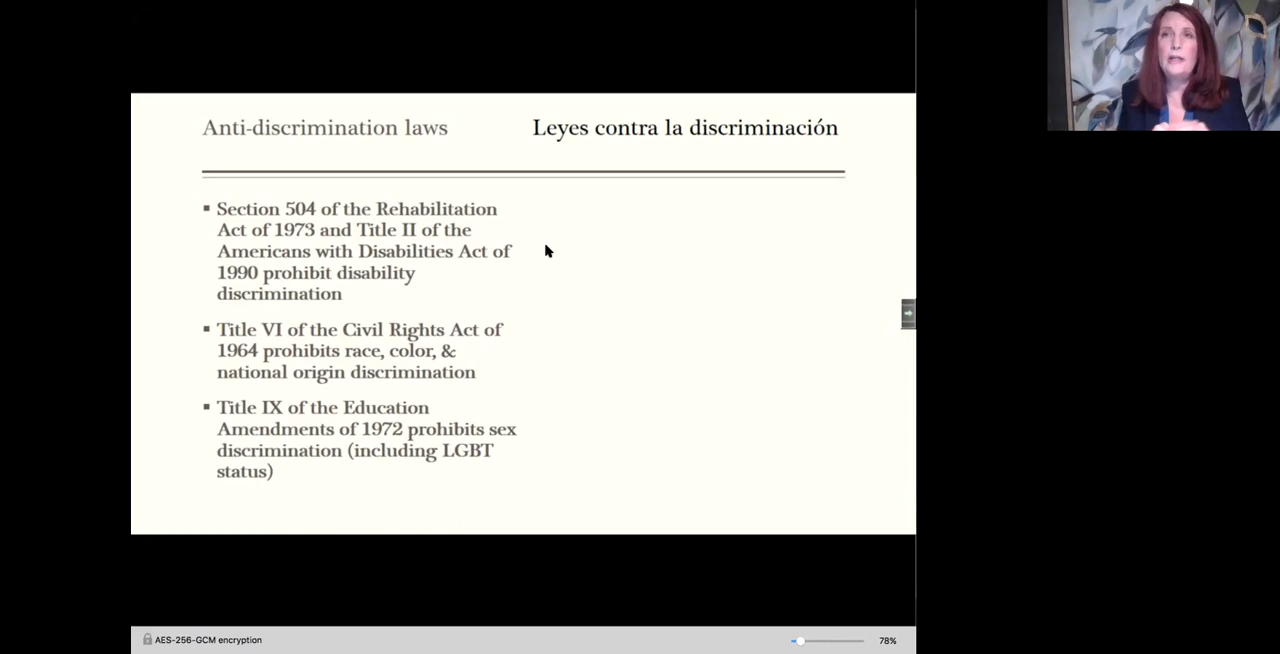 Anti-discrimination laws
Leyes contra la discriminación
▪ Section 504 of the Rehabilitation
Act of 1973 and Title II of the
Americans with Disabilities Act of
1990 prohibit disability
discrimination
▪ Title VI of the Civil Rights Act of
1964 prohibits race, color, &
national origin discrimination
▪ Title IX of the Education
Amendments of 1972 prohibits sex
discrimination (including LGBT
status)
AES-256-GCM encryption
78%